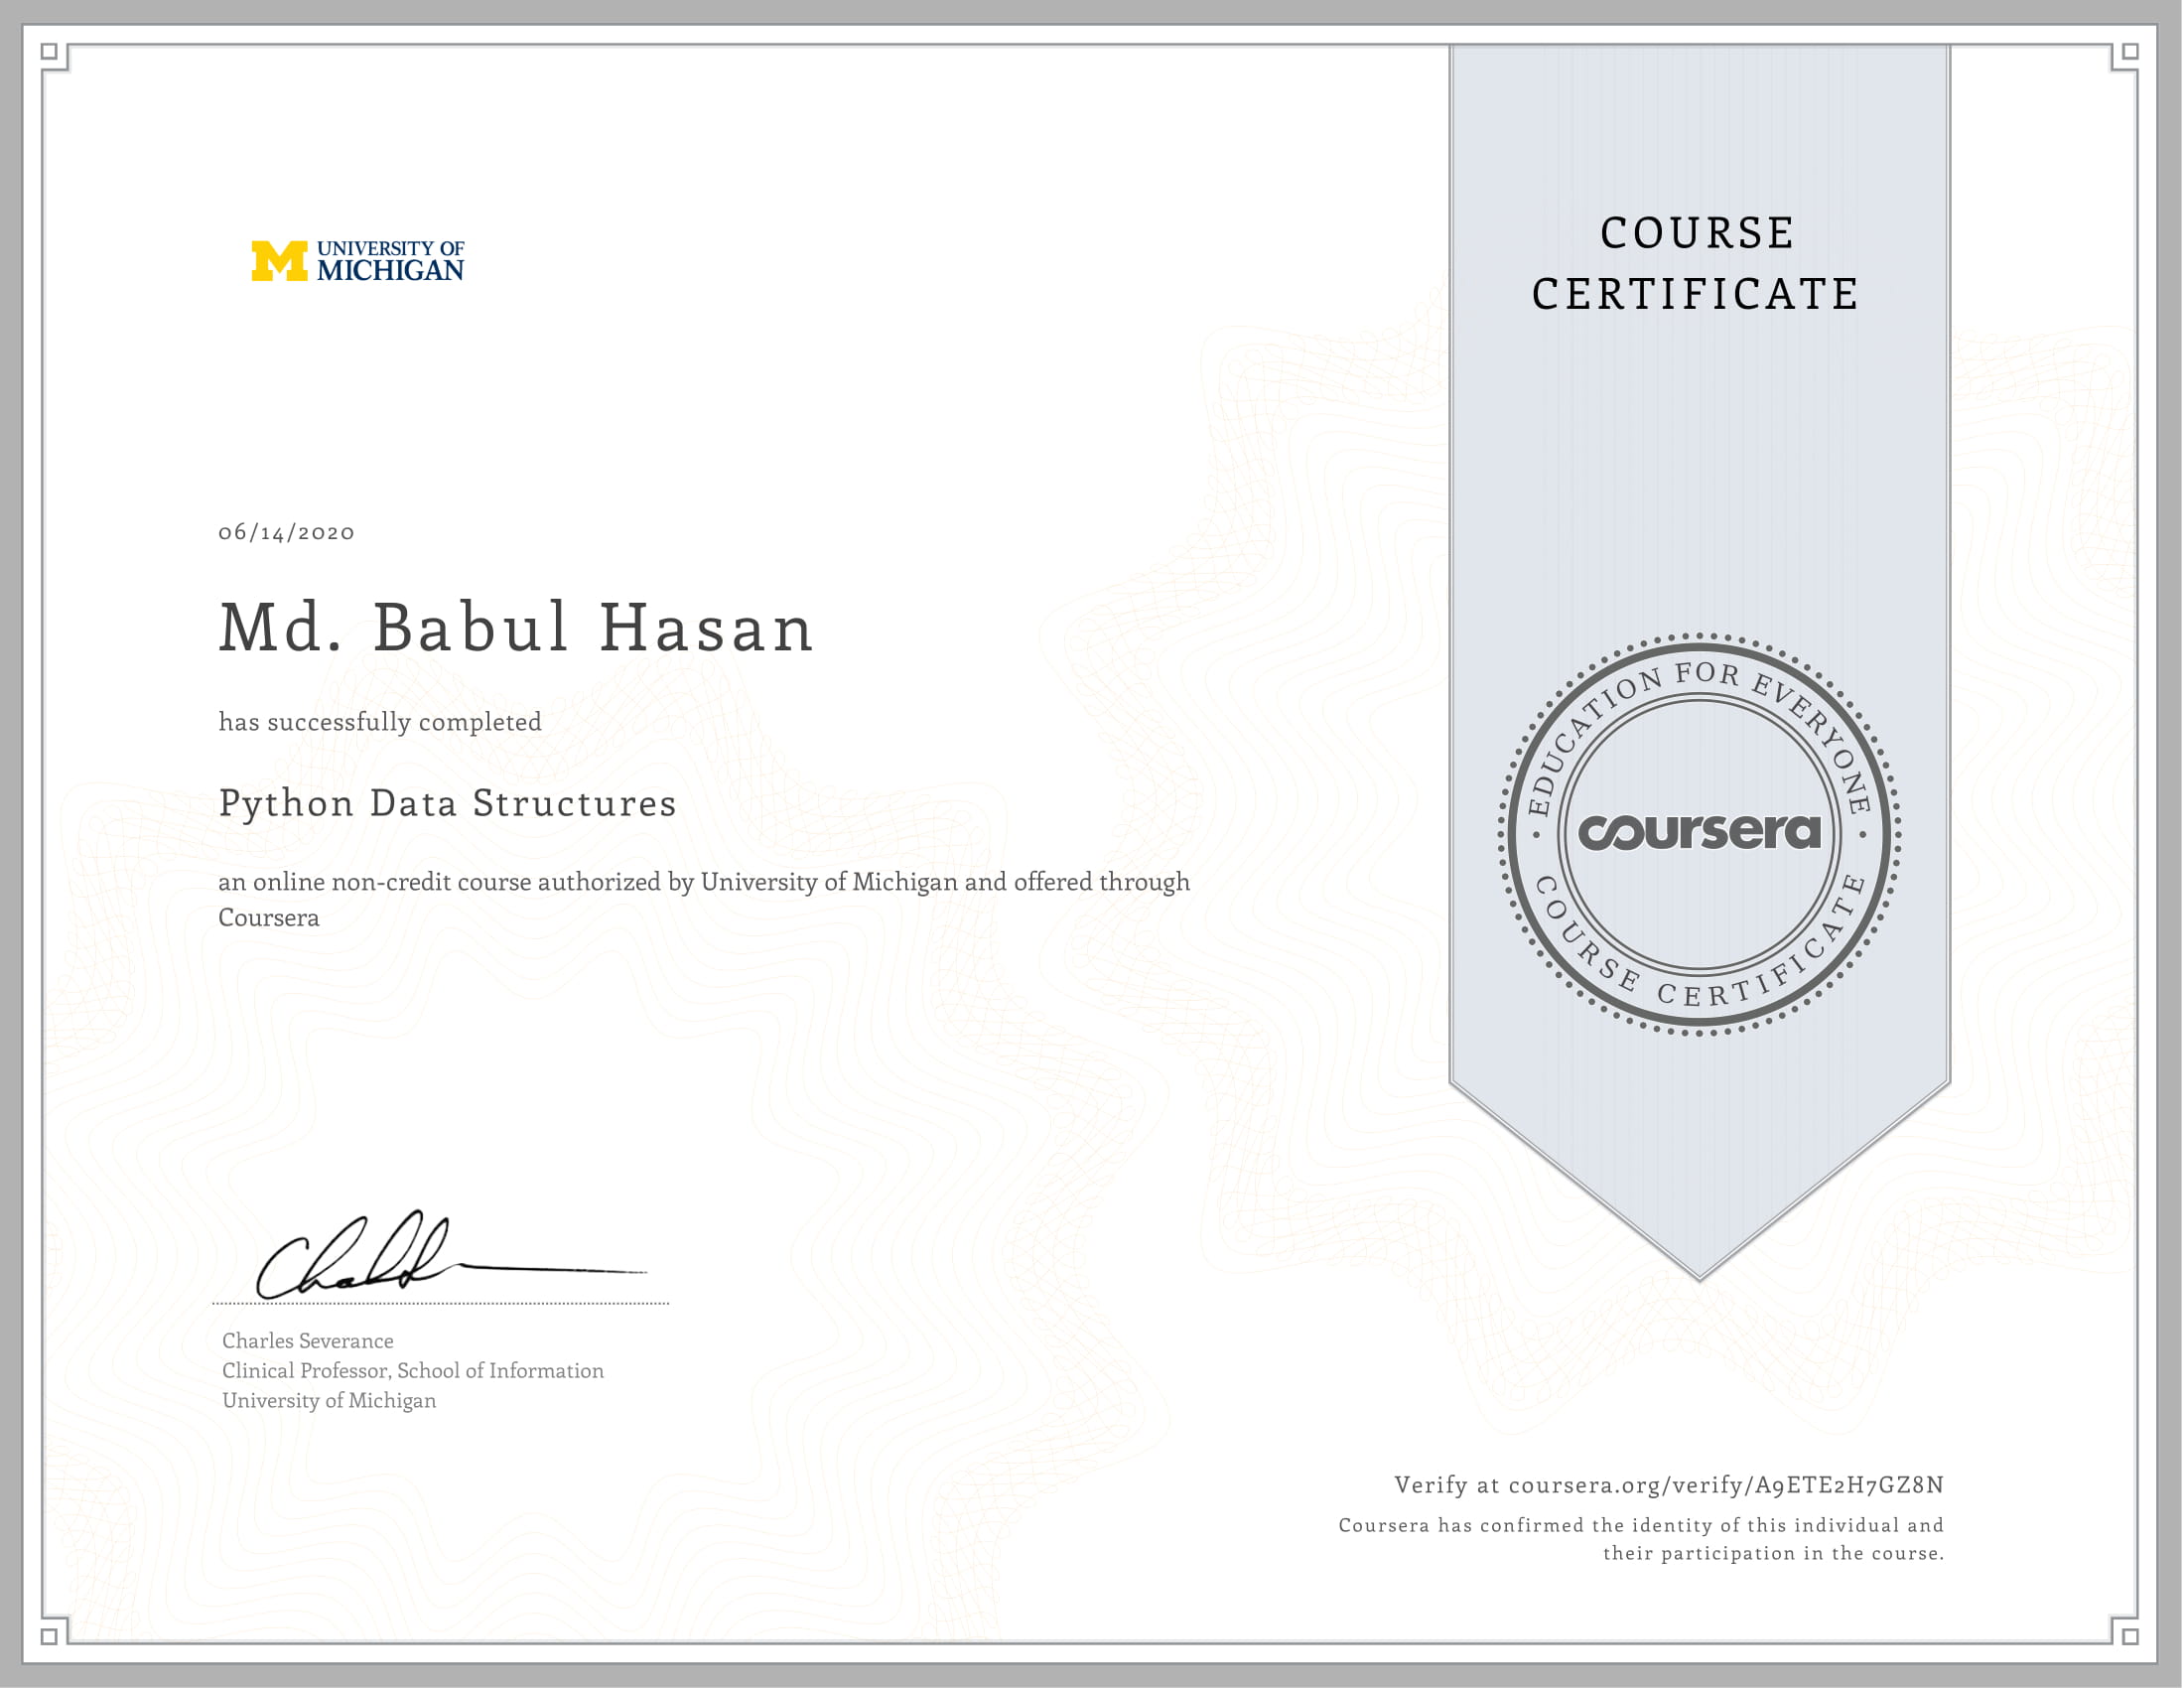 UNIVERSITY OF
MICHIGAN
COURSE
CERTIFICATE
06/14/2020
Md. Babul Hasan
has successfully completed
Python Data Structures
an online non-credit course authorized by University of Michigan and offered through
Coursera
EDUCATION FOR EVERYONE
coursera
COURSE CERTIFICATE
Charles Severance
Clinical Professor, School of Information
University of Michigan
Verify at coursera.org/verify/A9ETE2H7GZ8N
Coursera has confirmed the identity of this individual and
their participation in the course.